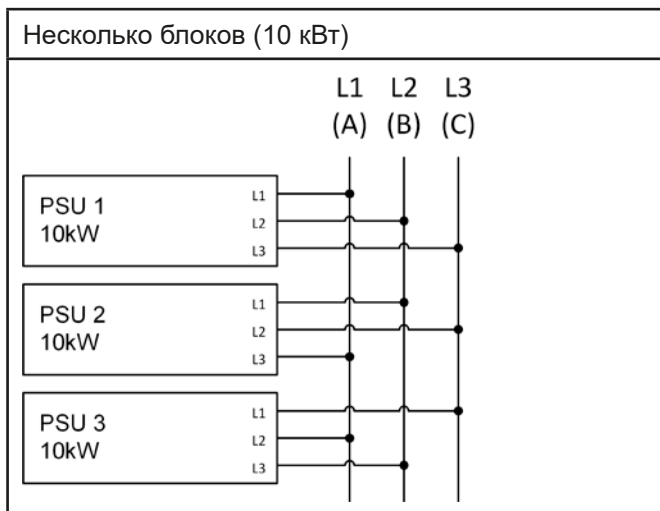 Несколько блоков (10 кВт)
L1 L2 L3
(A) (B) (C)
PSU 1
10kW
L1
L2
L3
PSU 2
10kW
L1
L2
L3
PSU 3
10kW
L1
L2
L3